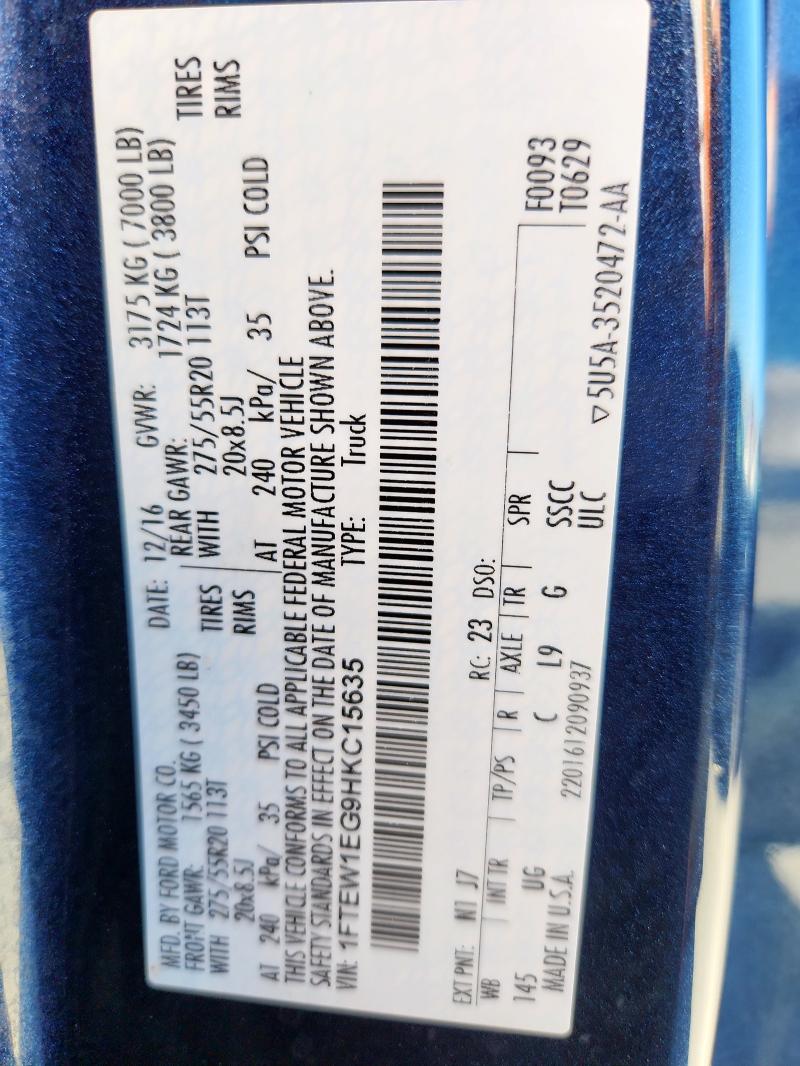 MFD. BY FORD MOTOR CO. DATE: 12/16 GVWR: 3175 KG ( 7000 LB)
FRONT GAWR: 1565 KG ( 3450 LB) REAR GAWR: 1724 KG ( 3800 LB)
WITH 275/55R20 113T TIRES WITH 275/55R20 113T TIRES
20x8.5J RIMS 20x8.5J RIMS
AT 240 kPa/ 35 PSI COLD AT 240 kPa/ 35 PSI COLD
THIS VEHICLE CONFORMS TO ALL APPLICABLE FEDERAL MOTOR VEHICLE
SAFETY STANDARDS IN EFFECT ON THE DATE OF MANUFACTURE SHOWN ABOVE.
VIN: 1FTEW1EG9HKC15635 TYPE: Truck
EXT PNT: N1 J7 RC: 23 DSO:
WB INT TR TP/PS R AXLE TR SPR F0093
145 UG C L9 G SSCC T0629
ULC
MADE IN U.S.A. 2201612090937 ▽5U5A-3520472-AA